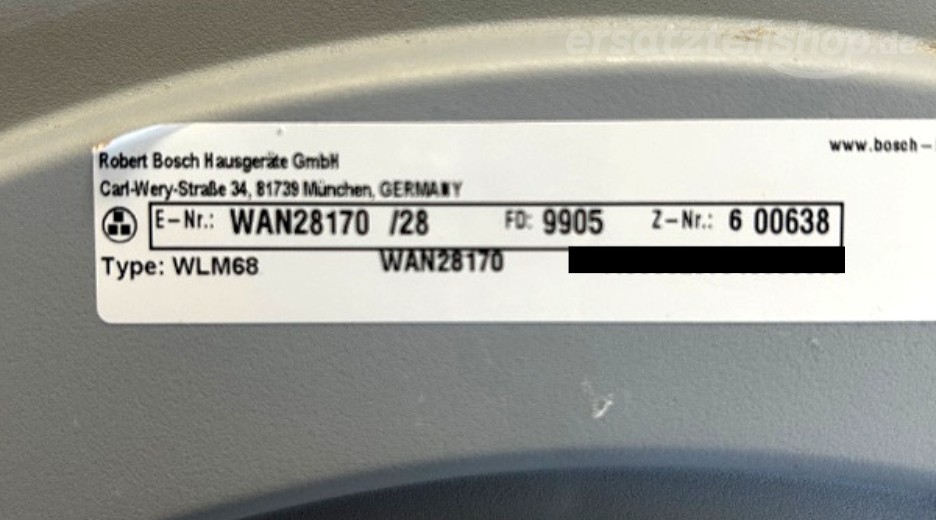 ersatzteilshop.de
www.bosch-
Robert Bosch Hausgeräte GmbH
Carl-Wery-Straße 34, 81739 München, GERMANY
E-Nr.: WAN28170 /28 FD: 9905 Z-Nr.: 6 00638
Type: WLM68 WAN28170